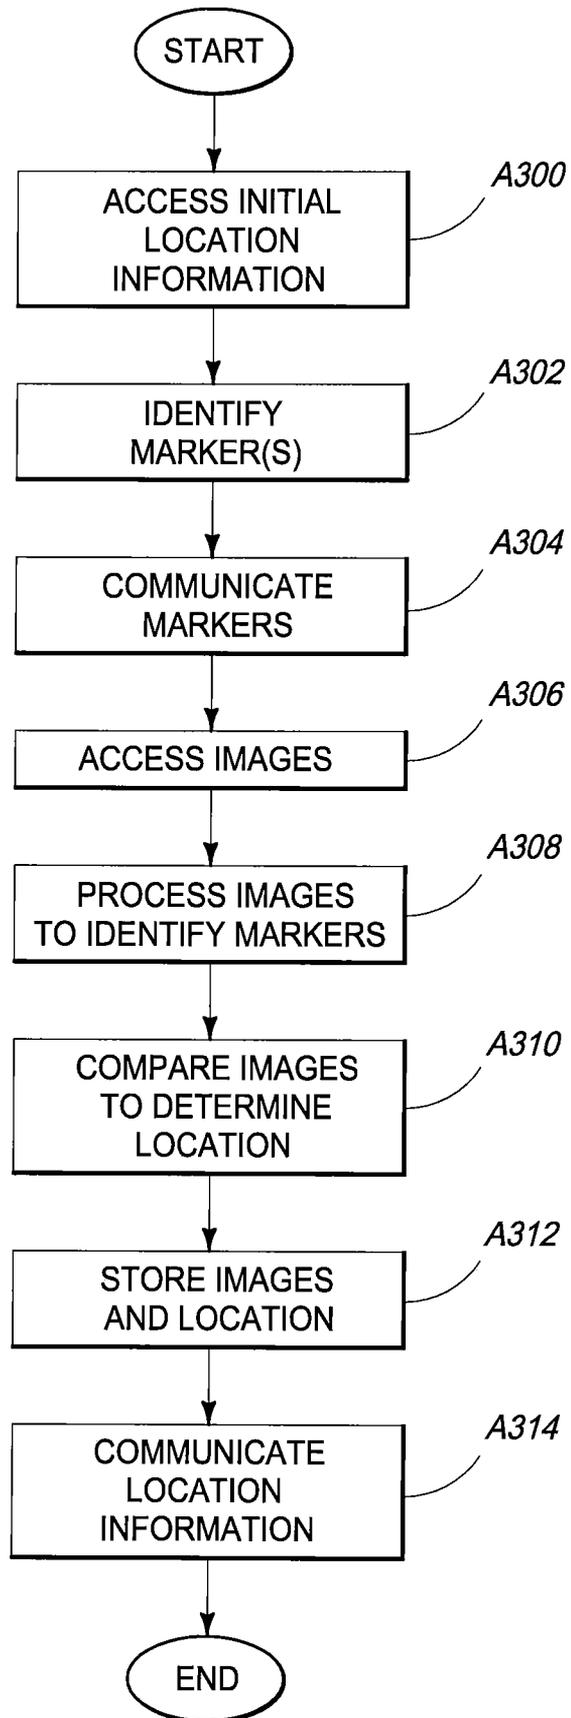 START
A300
ACCESS INITIAL
LOCATION
INFORMATION
A302
IDENTIFY
MARKER(S)
A304
COMMUNICATE
MARKERS
A306
ACCESS IMAGES
A308
PROCESS IMAGES
TO IDENTIFY MARKERS
A310
COMPARE IMAGES
TO DETERMINE
LOCATION
A312
STORE IMAGES
AND LOCATION
A314
COMMUNICATE
LOCATION
INFORMATION
END